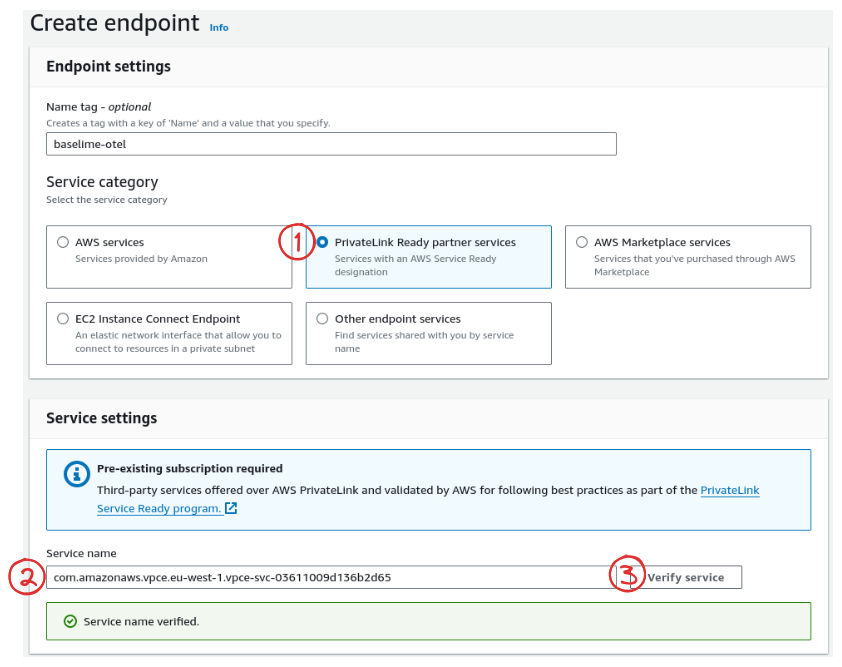 Create endpoint Info
Endpoint settings
Name tag - optional
Creates a tag with a key of 'Name' and a value that you specify.
baselime-otel
Service category
Select the service category
AWS services
Services provided by Amazon
1
PrivateLink Ready partner services
Services with an AWS Service Ready
designation
AWS Marketplace services
Services that you've purchased through AWS
Marketplace
EC2 Instance Connect Endpoint
An elastic network interface that allow you to
connect to resources in a private subnet
Other endpoint services
Find services shared with you by service
name
Service settings
Pre-existing subscription required
Third-party services offered over AWS PrivateLink and validated by AWS for following best practices as part of the PrivateLink
Service Ready program.
Service name
2
com.amazonaws.vpce.eu-west-1.vpce-svc-03611009d136b2d65
3
Verify service
Service name verified.